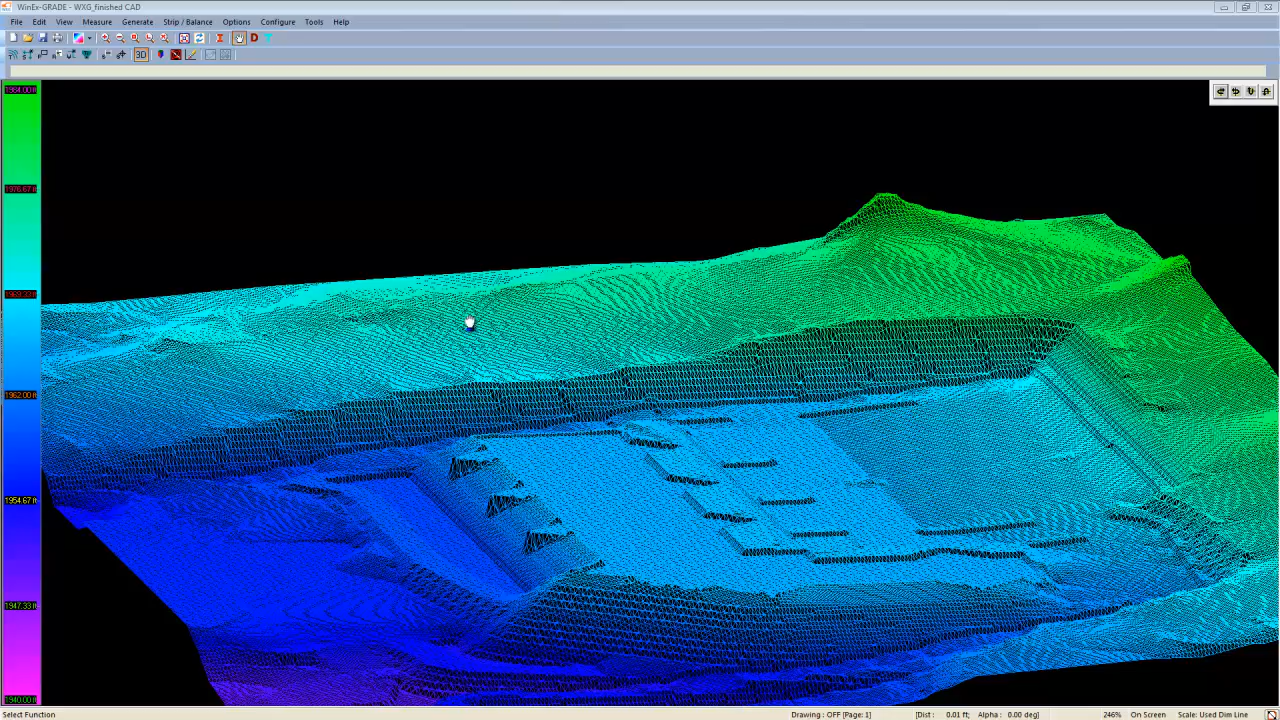 WinEx-GRADE - WXG_finished CAD
File Edit View Measure Generate Strip / Balance Options Configure Tools Help
D
3D
1984.00 ft
1976.67 ft
1969.33 ft
1962.00 ft
1954.67 ft
1947.33 ft
1940.00 ft
Select Function
Drawing : OFF [Page: 1] [Dist : 0.01 ft; Alpha : 0.00 deg] 246% On Screen Scale: Used Dim Line